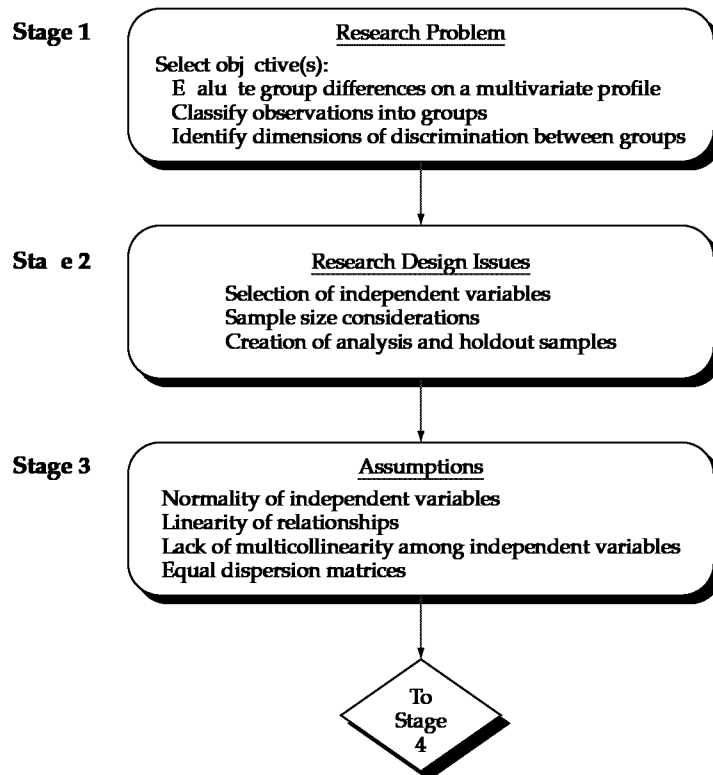 Stage 1
Research Problem
Select obj ctive(s):
E alu te group differences on a multivariate profile
Classify observations into groups
Identify dimensions of discrimination between groups
Sta e 2
Research Design Issues
Selection of independent variables
Sample size considerations
Creation of analysis and holdout samples
Stage 3
Assumptions
Normality of independent variables
Linearity of relationships
Lack of multicollinearity among independent variables
Equal dispersion matrices
To
Stage
4